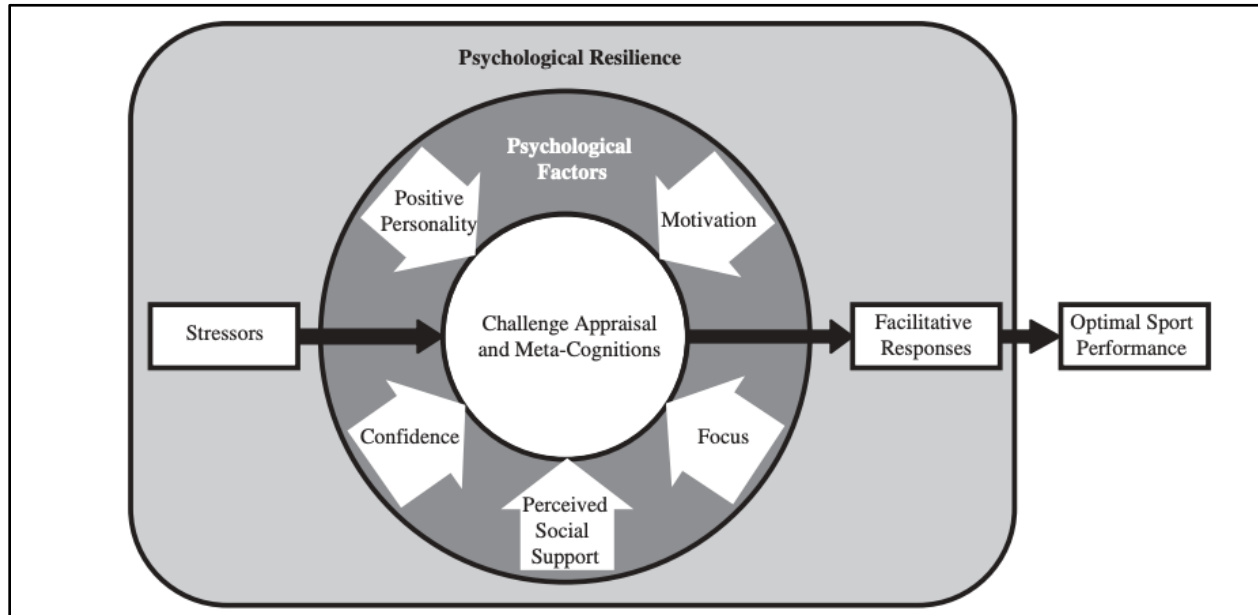 Psychological Resilience
Psychological
Factors
Positive
Personality
Motivation
Stressors
Challenge Appraisal
and Meta-Cognitions
Facilitative
Responses
Optimal Sport
Performance
Confidence
Focus
Perceived
Social
Support